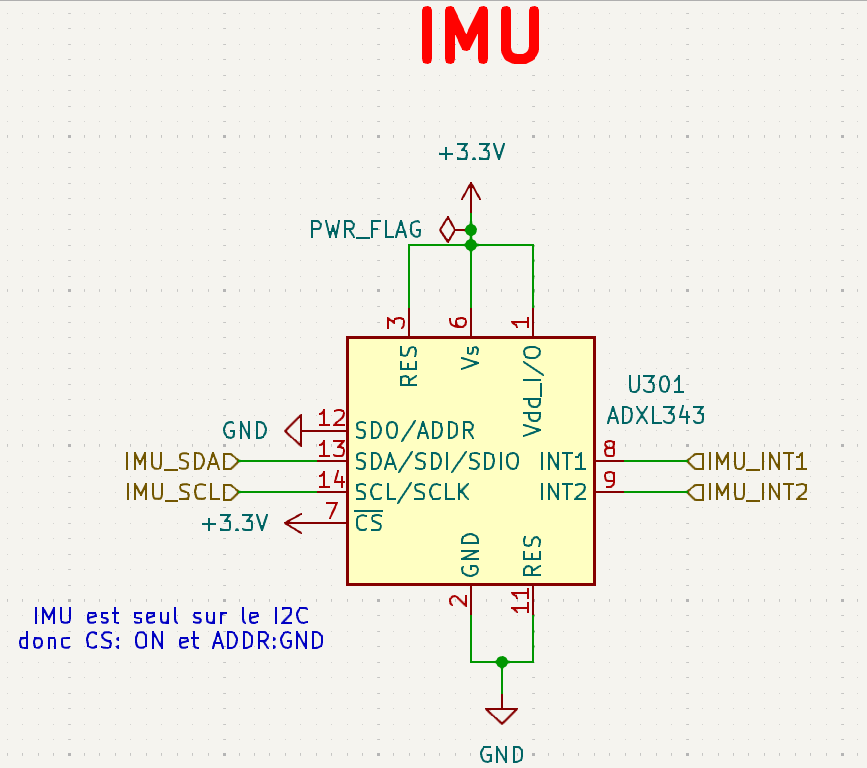 IMU
+3.3V
PWR_FLAG
3
6
1
RES
Vs
Vdd_I/O
U301
ADXL343
GND
12
SDO/ADDR
IMU_SDA
13
SDA/SDI/SDIO
INT1
8
IMU_INT1
IMU_SCL
14
SCL/SCLK
INT2
9
IMU_INT2
+3.3V
7
CS
GND
RES
2
11
IMU est seul sur le I2C
donc CS: ON et ADDR:GND
GND